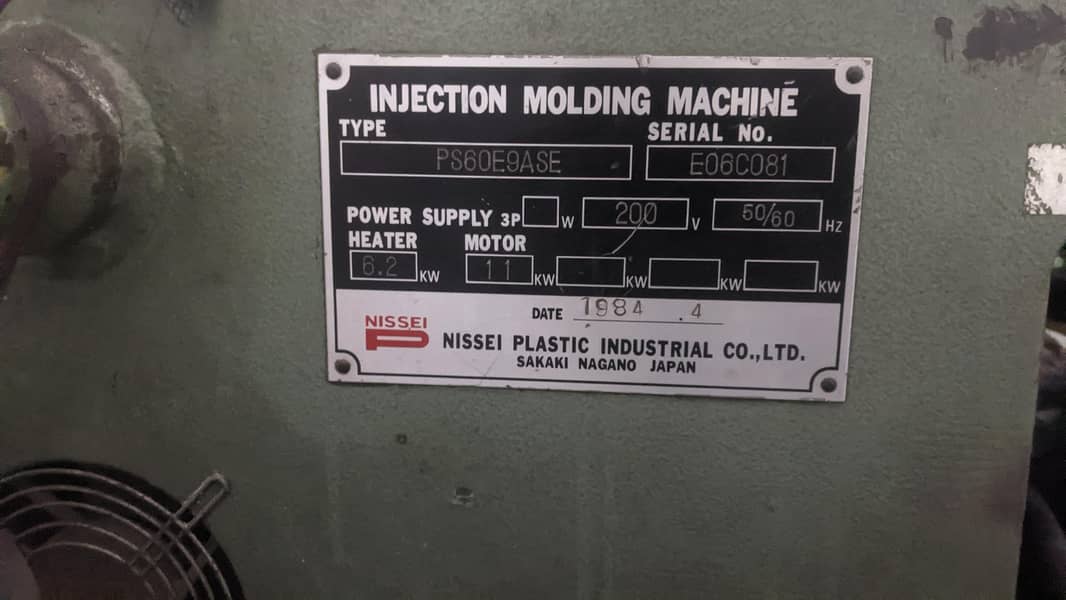 INJECTION MOLDING MACHINE
TYPE SERIAL No.
PS60E9ASE E06C081
POWER SUPPLY 3P W 200 V 50/60 HZ
HEATER MOTOR
6.2 KW 11 KW KW KW KW
DATE 1984 .4
NISSEI
NISSEI PLASTIC INDUSTRIAL CO.,LTD.
SAKAKI NAGANO JAPAN